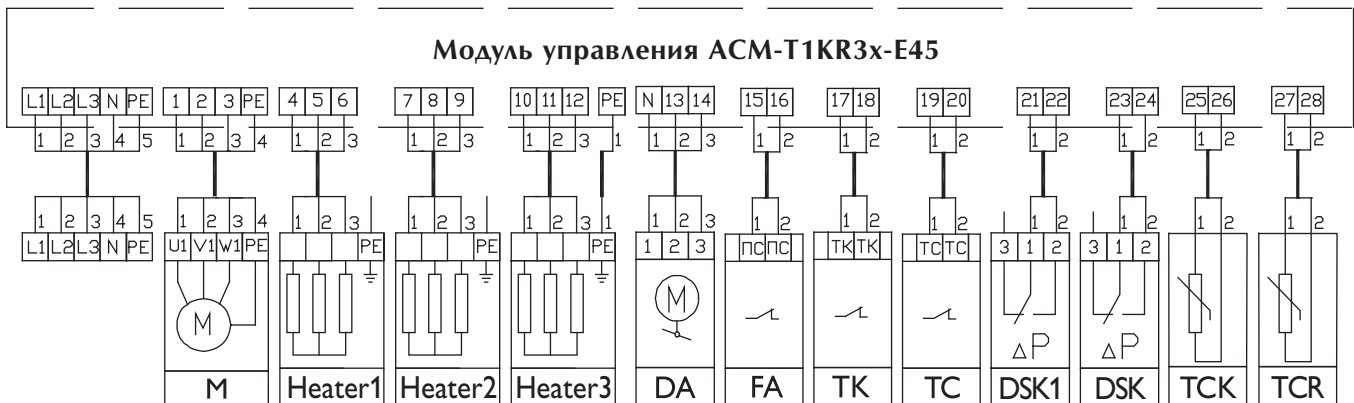 Модуль управления ACM-T1KR3x-E45
L1 L2 L3 N PE 1 2 3 PE 4 5 6 7 8 9 10 11 12 PE N 13 14 15 16 17 18 19 20 21 22 23 24 25 26 27 28
1 2 3 4 5 1 2 3 4 1 2 3 1 2 3 1 2 3 1 1 2 3 1 2 1 2 1 2 1 2 1 2 1 2 1 2
1 2 3 4 5 1 2 3 4 1 2 3 1 2 3 1 2 3 1 1 2 3 1 2 1 2 1 2 1 2 1 2 1 2 1 2
L1 L2 L3 N PE U1 V1 W1 PE PE PE PE 1 2 3 ПС ПС ТК ТК ТС ТС 3 1 2 3 1 2
M M
ΔP ΔP
M Heater1 Heater2 Heater3 DA FA TK TC DSK1 DSK TCK TCR